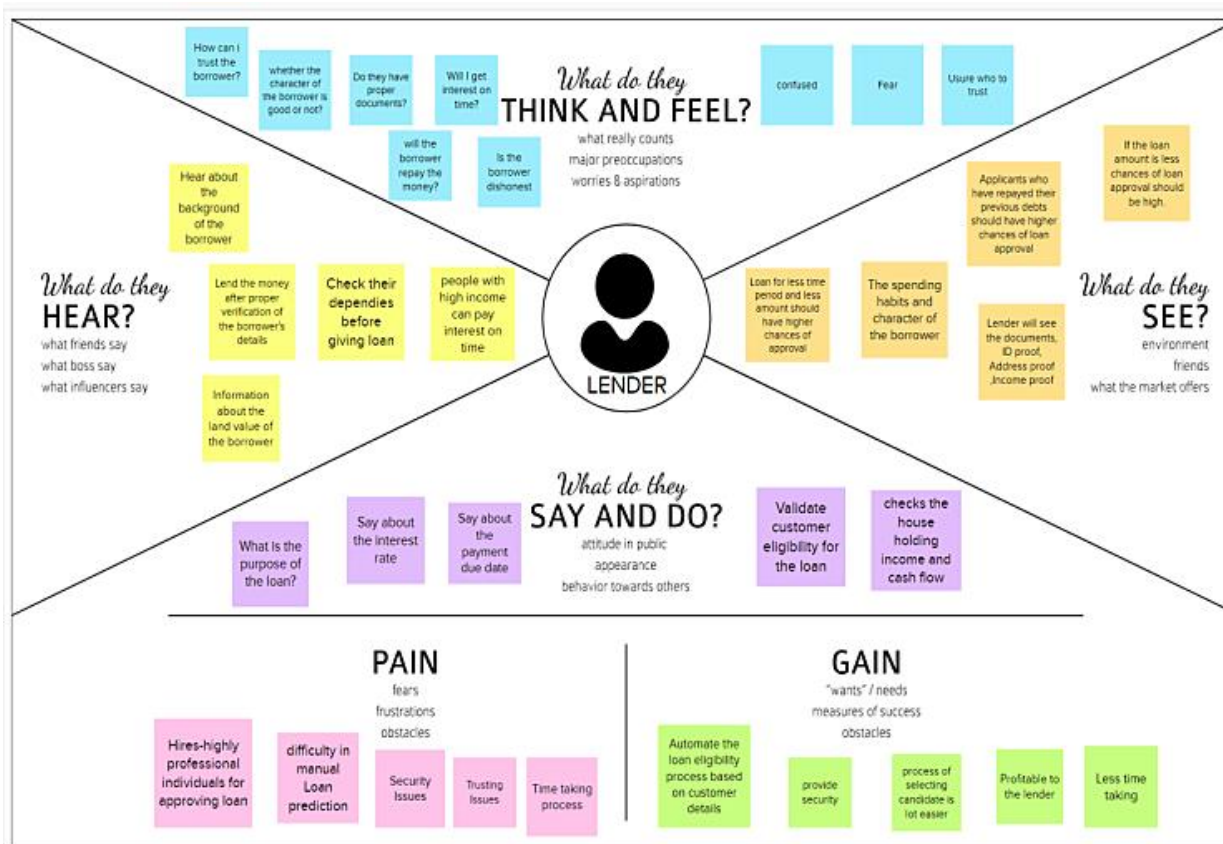 How can i
trust the
borrower?
whether the
character of
the borrower is
good or not?
Do they have
proper
documents?
Will I get
interest on
time?
will the
borrower
repay the
money?
Is the
borrower
dishonest
What do they
THINK AND FEEL?
what really counts
major preoccupations
worries & aspirations
confused
Fear
Usure who to
trust
Hear about
the
background
of the
borrower
Lend the money
after proper
verification of
the borrower's
details
Check their
dependies
before
giving loan
people with
high income
can pay
interest on
time
Information
about the
land value of
the borrower
What do they
HEAR?
what friends say
what boss say
what influencers say
LENDER
If the loan
amount is less
chances of loan
approval should
be high.
Applicants who
have repayed their
previous debts
should have higher
chances of loan
approval
Loan for less time
period and less
amount should
have higher
chances of
approval
The spending
habits and
character of
the borrower
Lender will see
the documents,
ID proof,
Address proof
,Income proof
What do they
SEE?
environment
friends
what the market offers
What do they
SAY AND DO?
attitude in public
appearance
behavior towards others
What is the
purpose of
the loan?
Say about
the interest
rate
Say about
the
payment
due date
Validate
customer
eligibility for
the loan
checks the
house
holding
income and
cash flow
PAIN
fears
frustrations
obstacles
Hires-highly
professional
individuals for
approving loan
difficulty in
manual
Loan
prediction
Security
Issues
Trusting
Issues
Time taking
process
GAIN
"wants" / needs
measures of success
obstacles
Automate the
loan eligibility
process based
on customer
details
provide
security
process of
selecting
candidate is
lot easier
Profitable to
the lender
Less time
taking